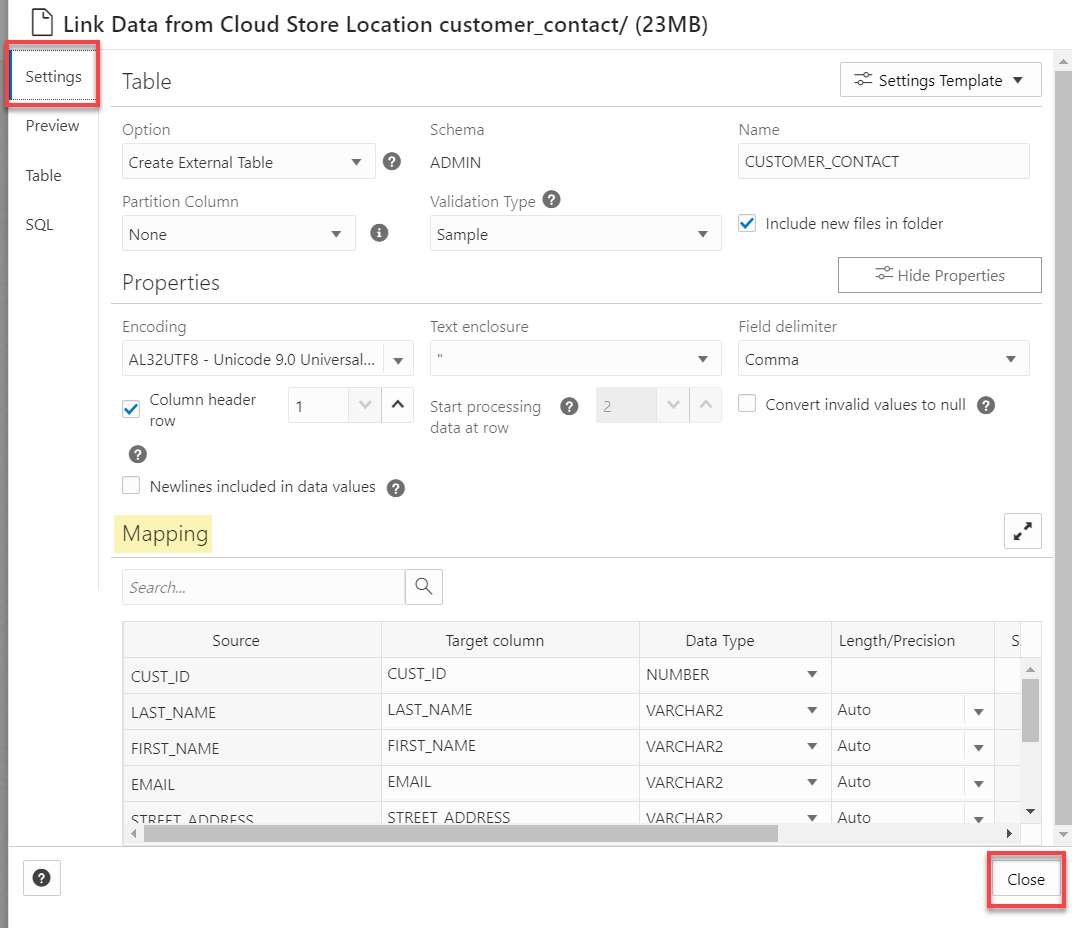 Link Data from Cloud Store Location customer_contact/ (23MB)
Settings
Preview
Table
SQL
Table
Settings Template
Option
Schema
Name
Create External Table
?
ADMIN
CUSTOMER_CONTACT
Partition Column
Validation Type ?
None
i
Sample
Include new files in folder
Properties
Hide Properties
Encoding
Text enclosure
Field delimiter
AL32UTF8 - Unicode 9.0 Universal...
"
Comma
Column header
row
1
Start processing
data at row
?
2
Convert invalid values to null ?
?
Newlines included in data values ?
Mapping
Search...
Source Target column Data Type Length/Precision S
CUST_ID CUST_ID NUMBER
LAST_NAME LAST_NAME VARCHAR2 Auto
FIRST_NAME FIRST_NAME VARCHAR2 Auto
EMAIL EMAIL VARCHAR2 Auto
STREET_ADDRESS STREET_ADDRESS VARCHAR2 Auto
?
Close